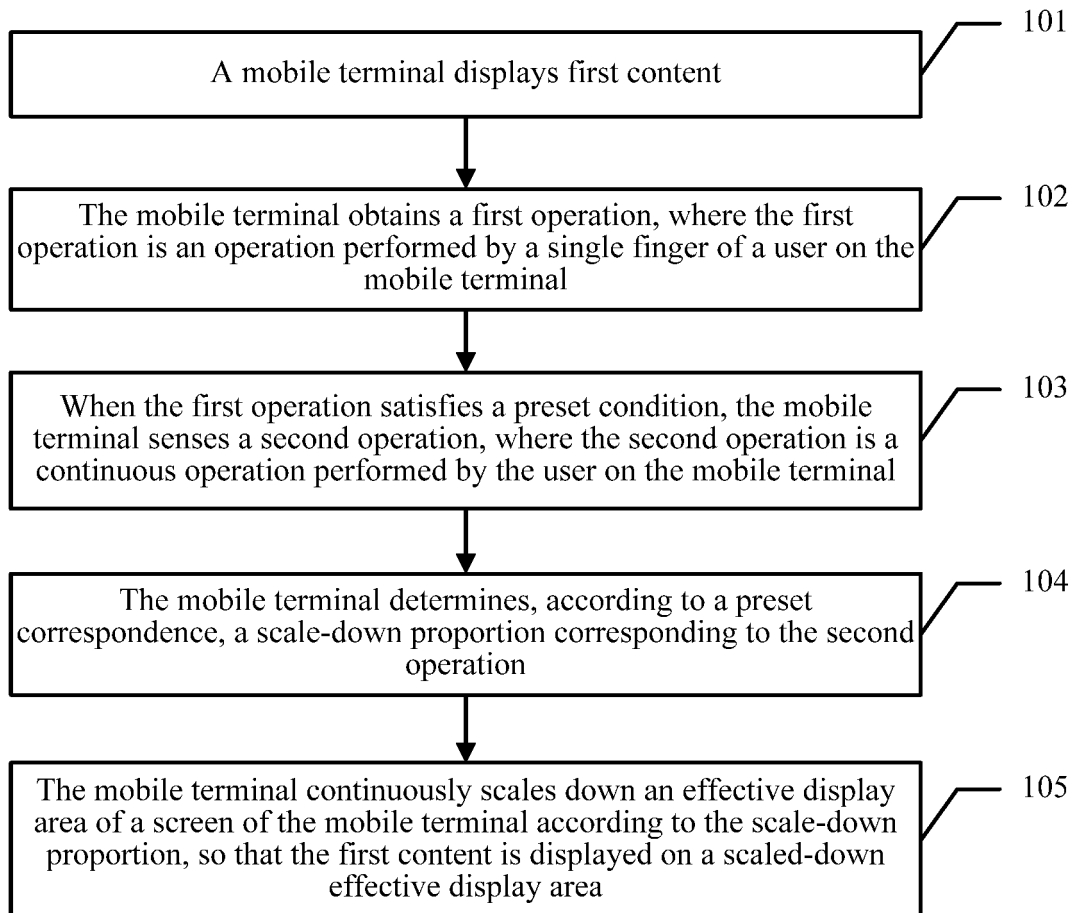 101
A mobile terminal displays first content
102
The mobile terminal obtains a first operation, where the first
operation is an operation performed by a single finger of a user on the
mobile terminal
103
When the first operation satisfies a preset condition, the mobile
terminal senses a second operation, where the second operation is a
continuous operation performed by the user on the mobile terminal
104
The mobile terminal determines, according to a preset
correspondence, a scale-down proportion corresponding to the second
operation
105
The mobile terminal continuously scales down an effective display
area of a screen of the mobile terminal according to the scale-down
proportion, so that the first content is displayed on a scaled-down
effective display area